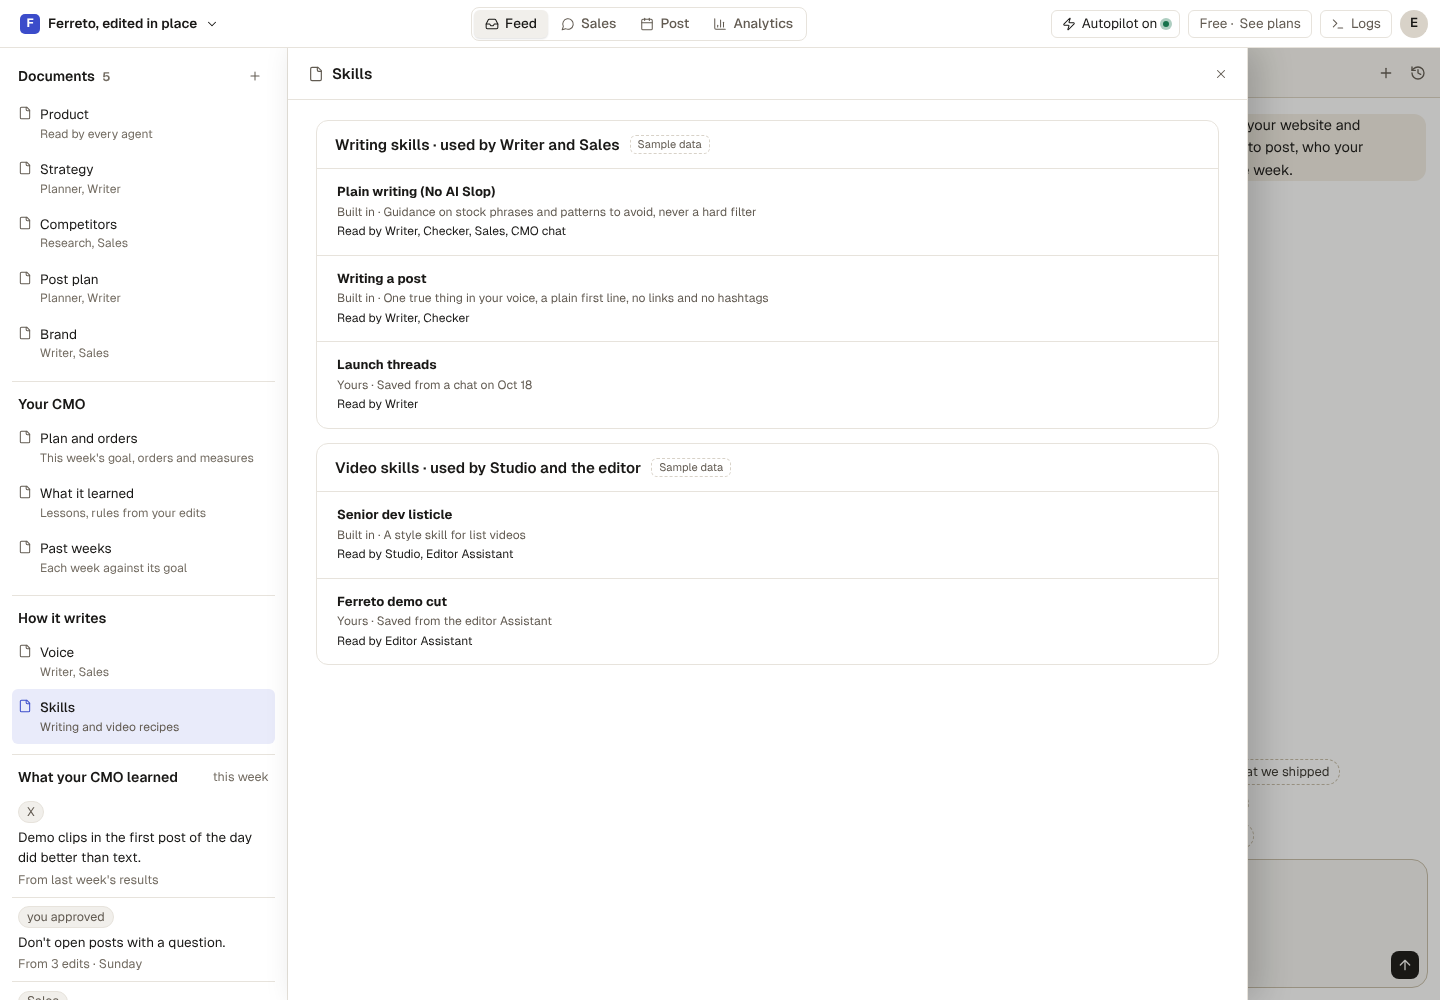 F Ferreto, edited in place
Feed
Sales
Post
Analytics
Autopilot on
Free · See plans
Logs
E
Documents 5
Product
Read by every agent
Strategy
Planner, Writer
Competitors
Research, Sales
Post plan
Planner, Writer
Brand
Writer, Sales
Your CMO
Plan and orders
This week's goal, orders and measures
What it learned
Lessons, rules from your edits
Past weeks
Each week against its goal
How it writes
Voice
Writer, Sales
Skills
Writing and video recipes
What your CMO learned this week
X
Demo clips in the first post of the day
did better than text.
From last week's results
you approved
Don't open posts with a question.
From 3 edits · Sunday
Sales
Skills
Writing skills · used by Writer and Sales Sample data
Plain writing (No AI Slop)
Built in · Guidance on stock phrases and patterns to avoid, never a hard filter
Read by Writer, Checker, Sales, CMO chat
Writing a post
Built in · One true thing in your voice, a plain first line, no links and no hashtags
Read by Writer, Checker
Launch threads
Yours · Saved from a chat on Oct 18
Read by Writer
Video skills · used by Studio and the editor Sample data
Senior dev listicle
Built in · A style skill for list videos
Read by Studio, Editor Assistant
Ferreto demo cut
Yours · Saved from the editor Assistant
Read by Editor Assistant
your website and
to post, who your
week.
we shipped